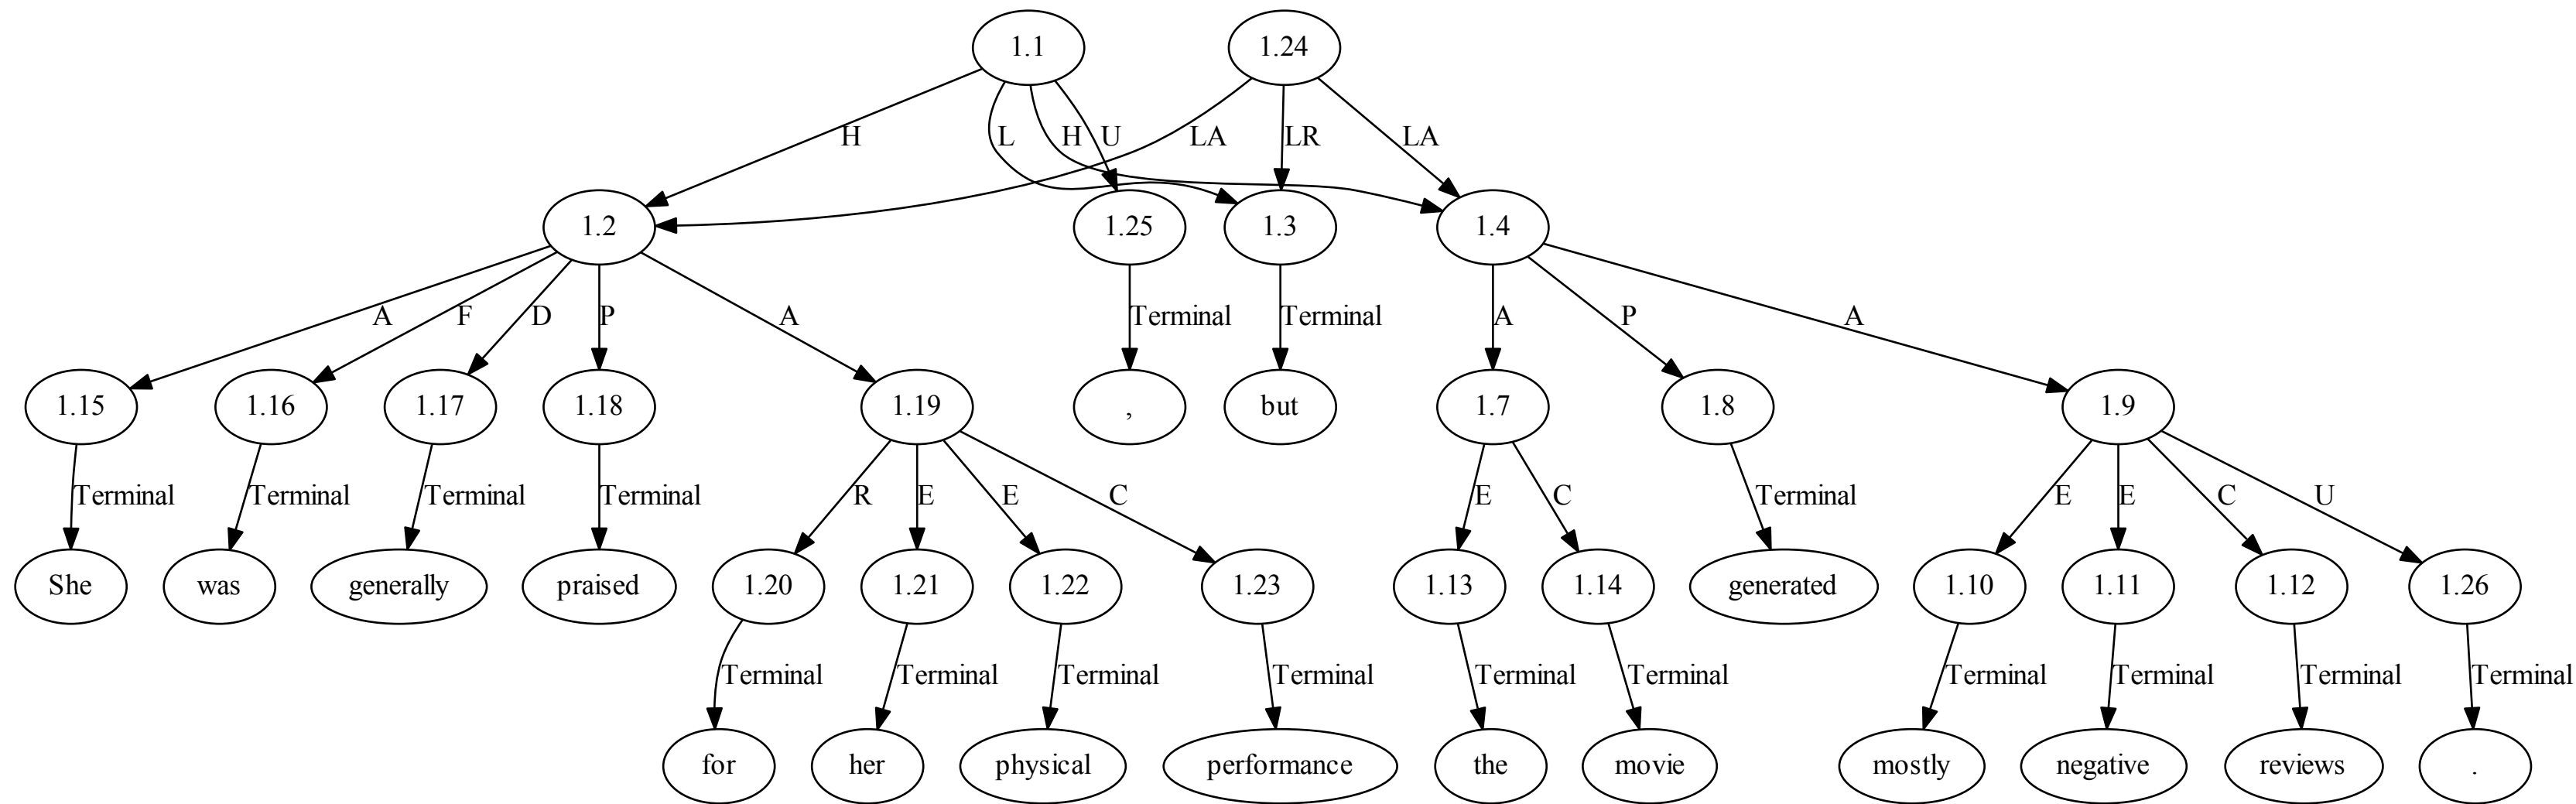 1.1 1.24
H L H U LA LR LA
1.2 1.25 1.3 1.4
A F D P A Terminal Terminal A P A
1.15 1.16 1.17 1.18 1.19 , but 1.7 1.8 1.9
Terminal Terminal Terminal Terminal R E E C E C Terminal E E C U
She was generally praised 1.20 1.21 1.22 1.23 1.13 1.14 generated 1.10 1.11 1.12 1.26
Terminal Terminal Terminal Terminal Terminal Terminal Terminal Terminal Terminal Terminal
for her physical performance the movie mostly negative reviews .